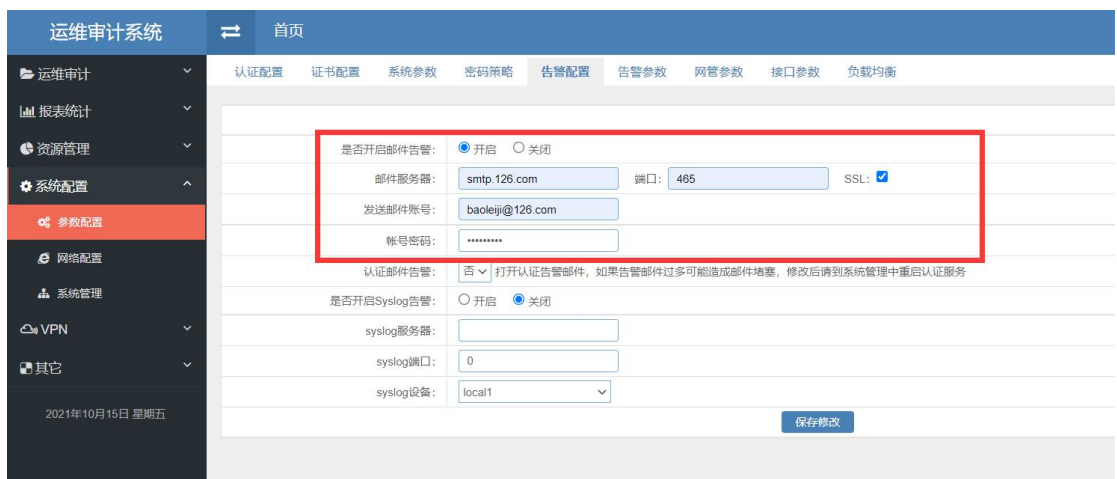 运维审计系统 首页
运维审计
报表统计
资源管理
系统配置
参数配置
网络配置
系统管理
VPN
其它
2021年10月15日 星期五
认证配置 证书配置 系统参数 密码策略 告警配置 告警参数 网管参数 接口参数 负载均衡
是否开启邮件告警: 开启 关闭
邮件服务器: smtp.126.com 端口: 465 SSL:
发送邮件账号: baoleiji@126.com
帐号密码: •••••••••
认证邮件告警: 否 打开认证告警邮件，如果告警邮件过多可能造成邮件堵塞，修改后请到系统管理中重启认证服务
是否开启Syslog告警: 开启 关闭
syslog服务器:
syslog端口: 0
syslog设备: local1
保存修改